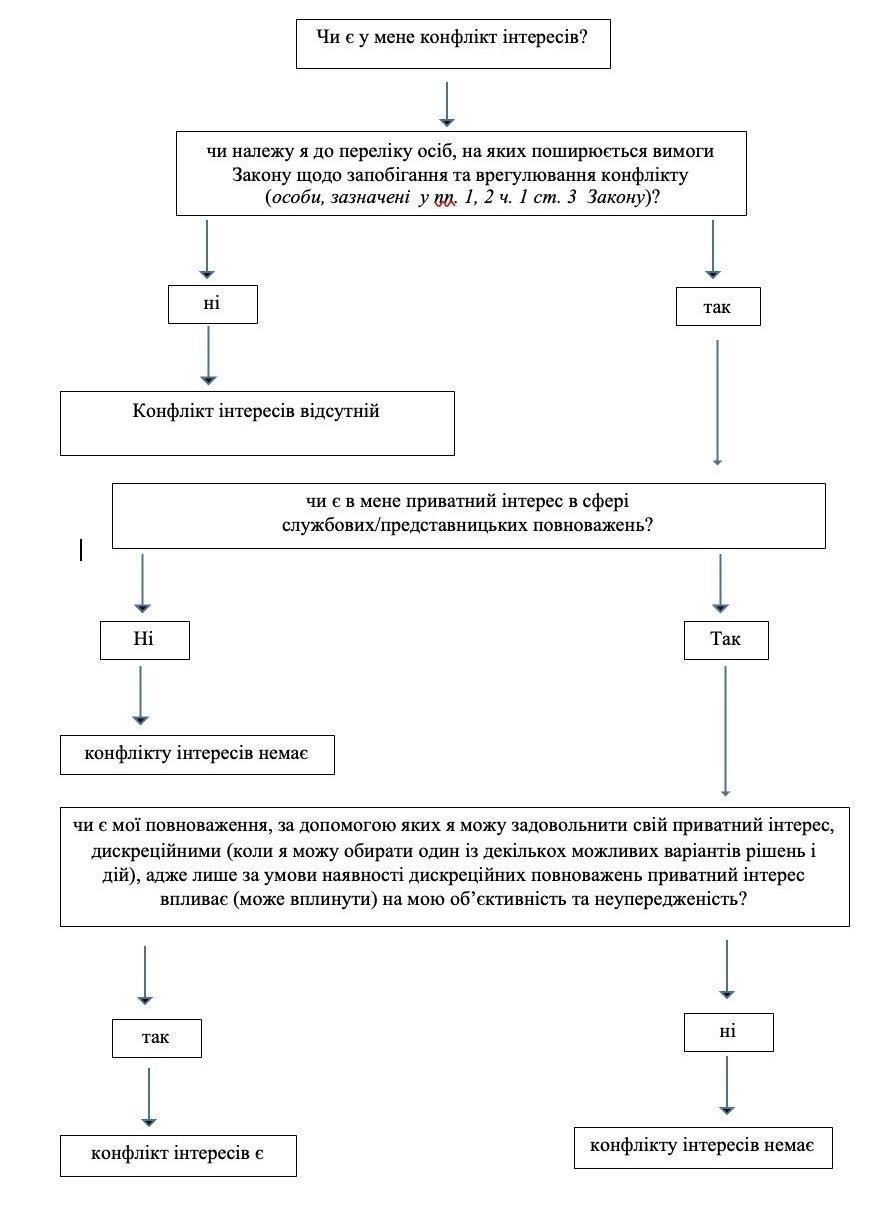 Чи є у мене конфлікт інтересів?
чи належу я до переліку осіб, на яких поширюється вимоги
Закону щодо запобігання та врегулювання конфлікту
(особи, зазначені у пп. 1, 2 ч. 1 ст. 3 Закону)?
ні
так
Конфлікт інтересів відсутній
чи є в мене приватний інтерес в сфері
службових/представницьких повноважень?
Ні
Так
конфлікту інтересів немає
чи є мої повноваження, за допомогою яких я можу задовольнити свій приватний інтерес,
дискреційними (коли я можу обирати один із декількох можливих варіантів рішень і
дій), адже лише за умови наявності дискреційних повноважень приватний інтерес
впливає (може вплинути) на мою об’єктивність та неупередженість?
так
ні
конфлікт інтересів є
конфлікту інтересів немає